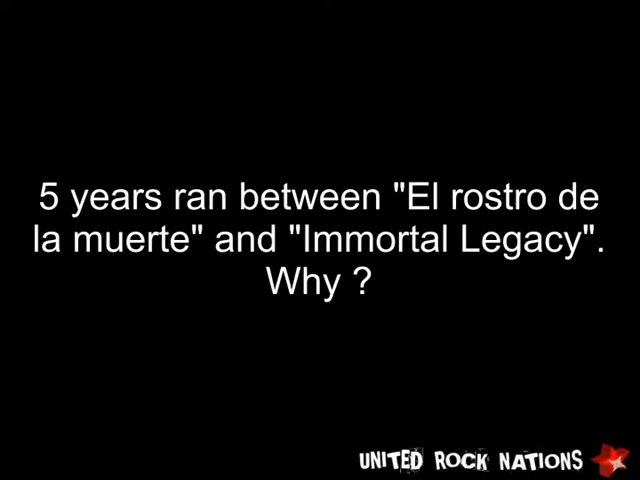 5 years ran between "El rostro de
la muerte" and "Immortal Legacy".
Why ?
UNITED ROCK NATIONS